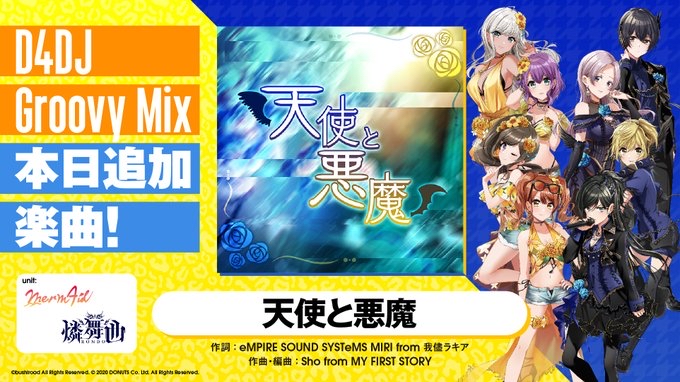 D4DJ
Groovy Mix
本日追加
楽曲!
天使と
悪魔
unit:
Merm4id
燐舞曲
RONDO
天使と悪魔
作詞：eMPIRE SOUND SYSTeMS MIRI from 我儘ラキア
作曲・編曲：Sho from MY FIRST STORY
©bushiroad All Rights Reserved. © 2020 DONUTS Co. Ltd. All Rights Reserved.